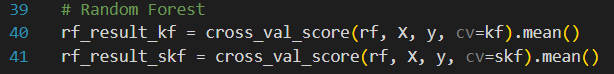 39 # Random Forest
40 rf_result_kf = cross_val_score(rf, X, y, cv=kf).mean()
41 rf_result_skf = cross_val_score(rf, X, y, cv=skf).mean()